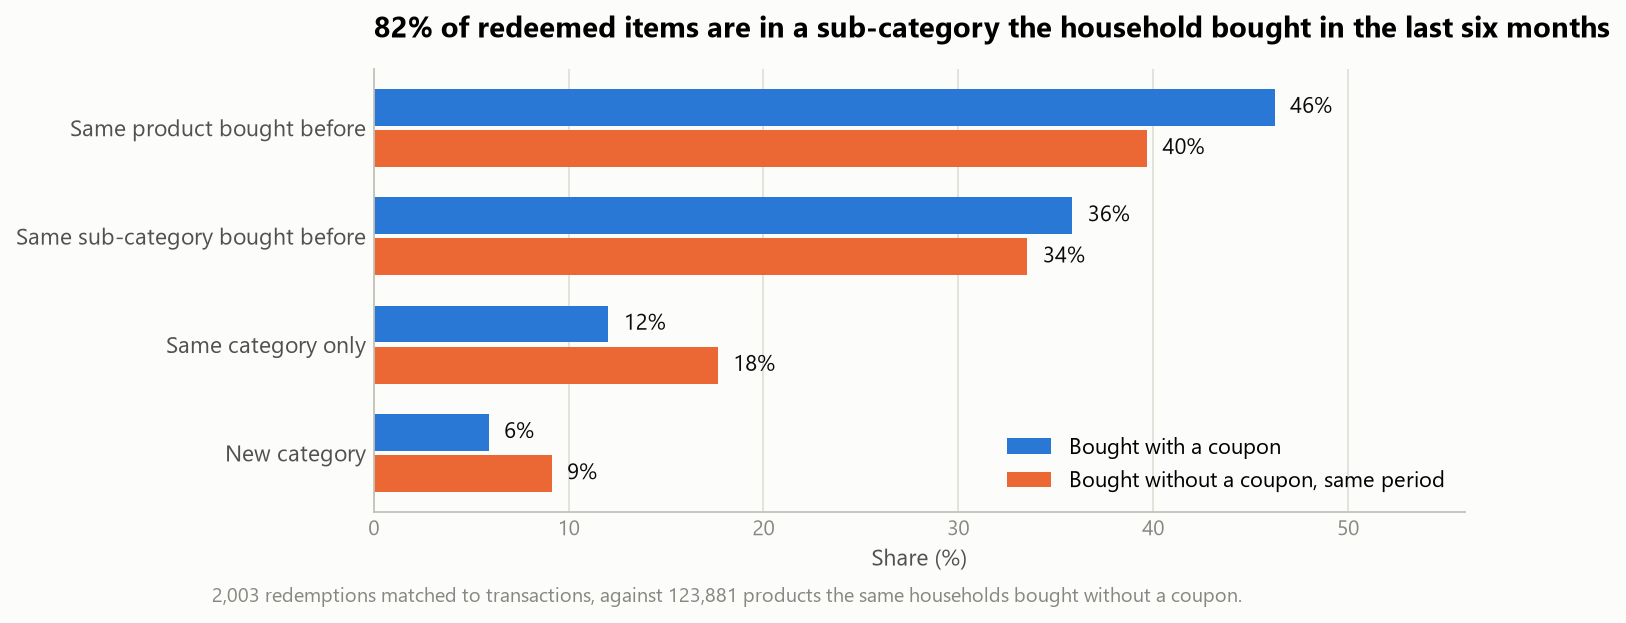 82% of redeemed items are in a sub-category the household bought in the last six months
Same product bought before
46%
40%
Same sub-category bought before
36%
34%
Same category only
12%
18%
New category
6%
9%
Bought with a coupon
Bought without a coupon, same period
0 10 20 30 40 50
Share (%)
2,003 redemptions matched to transactions, against 123,881 products the same households bought without a coupon.